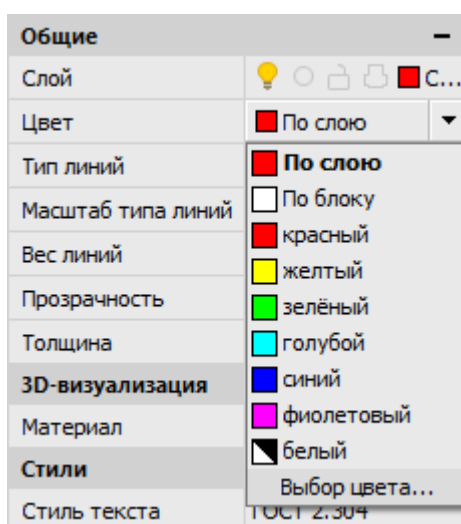 Общие
Слой С...
Цвет По слою
Тип линий По слою
Масштаб типа линий По блоку
Вес линий красный
желтый
Прозрачность зелёный
Толщина голубой
3D-визуализация синий
Материал фиолетовый
Стили белый
Выбор цвета...
Стиль текста ГОСТ 2.304